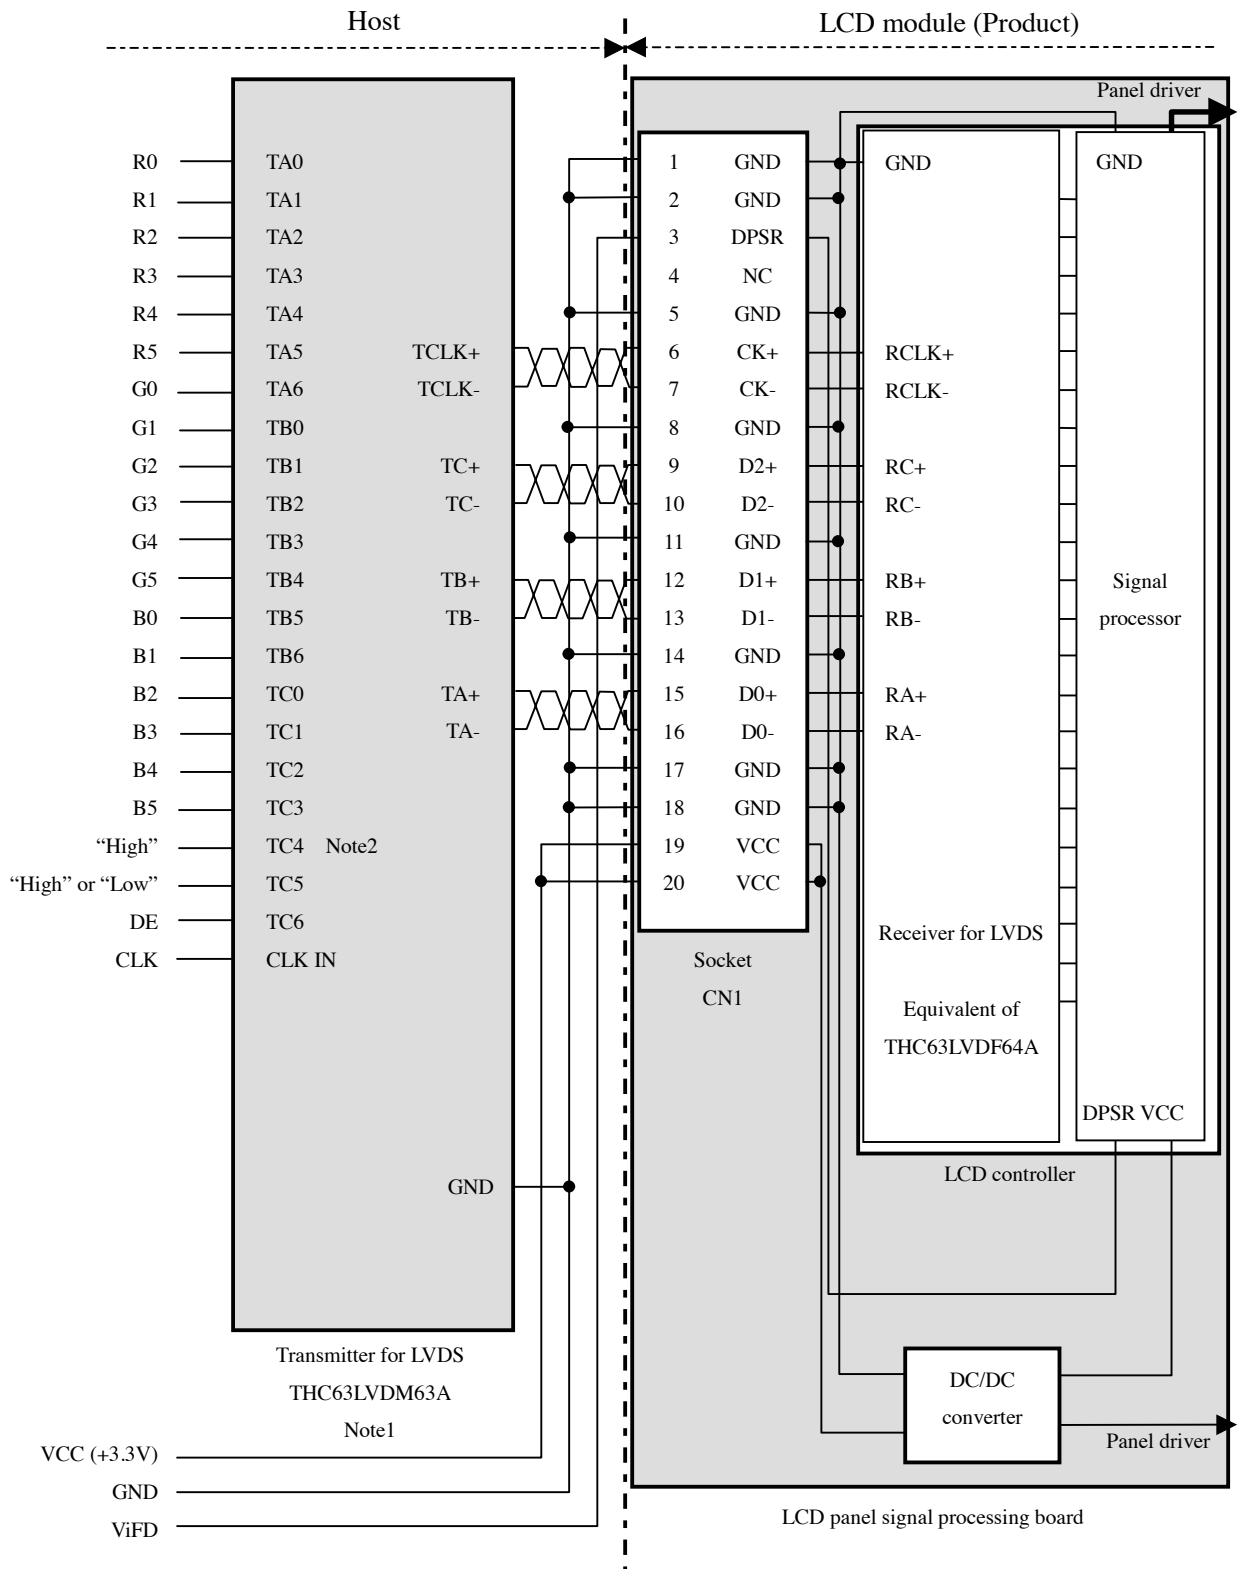 Host LCD module (Product)
Panel driver
R0 TA0 1 GND GND GND
R1 TA1 2 GND
R2 TA2 3 DPSR
R3 TA3 4 NC
R4 TA4 5 GND
R5 TA5 TCLK+ 6 CK+ RCLK+
G0 TA6 TCLK- 7 CK- RCLK-
G1 TB0 8 GND
G2 TB1 TC+ 9 D2+ RC+
G3 TB2 TC- 10 D2- RC-
G4 TB3 11 GND
G5 TB4 TB+ 12 D1+ RB+ Signal
B0 TB5 TB- 13 D1- RB- processor
B1 TB6 14 GND
B2 TC0 TA+ 15 D0+ RA+
B3 TC1 TA- 16 D0- RA-
B4 TC2 17 GND
B5 TC3 18 GND
“High” TC4 Note2 19 VCC
“High” or “Low” TC5 20 VCC
DE TC6 Receiver for LVDS
CLK CLK IN Socket
CN1 Equivalent of
THC63LVDF64A
DPSR VCC
GND LCD controller
Transmitter for LVDS DC/DC
THC63LVDM63A converter
Note1 Panel driver
VCC (+3.3V)
GND LCD panel signal processing board
ViFD